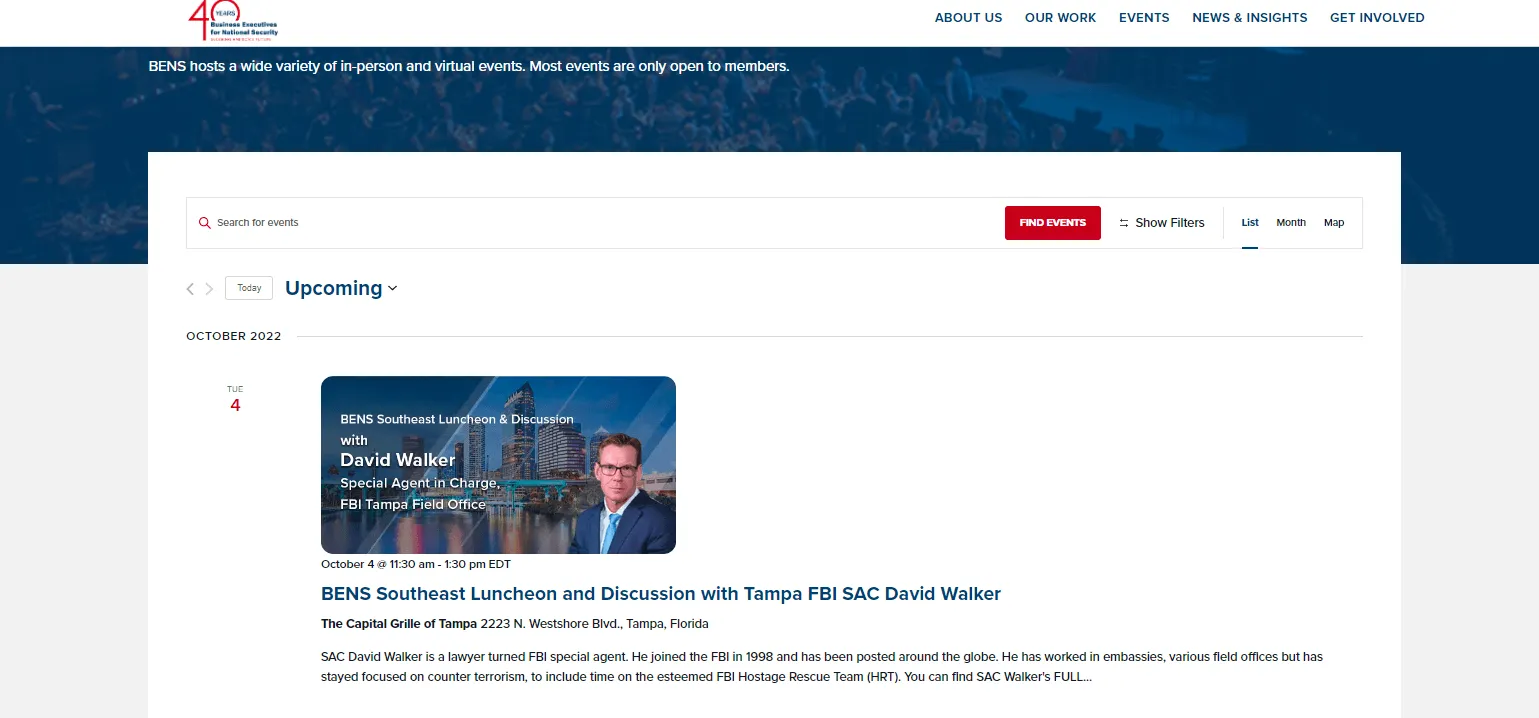 40
YEARS
Business Executives
for National Security
ABOUT US
OUR WORK
EVENTS
NEWS & INSIGHTS
GET INVOLVED
BENS hosts a wide variety of in-person and virtual events. Most events are only open to members.
Search for events
FIND EVENTS
Show Filters
List
Month
Map
Today
Upcoming
OCTOBER 2022
TUE
4
BENS Southeast Luncheon & Discussion
with
David Walker
Special Agent in Charge,
FBI Tampa Field Office
October 4 @ 11:30 am - 1:30 pm EDT
BENS Southeast Luncheon and Discussion with Tampa FBI SAC David Walker
The Capital Grille of Tampa 2223 N. Westshore Blvd., Tampa, Florida
SAC David Walker is a lawyer turned FBI special agent. He joined the FBI in 1998 and has been posted around the globe. He has worked in embassies, various field offices but has
stayed focused on counter terrorism, to include time on the esteemed FBI Hostage Rescue Team (HRT). You can find SAC Walker's FULL...